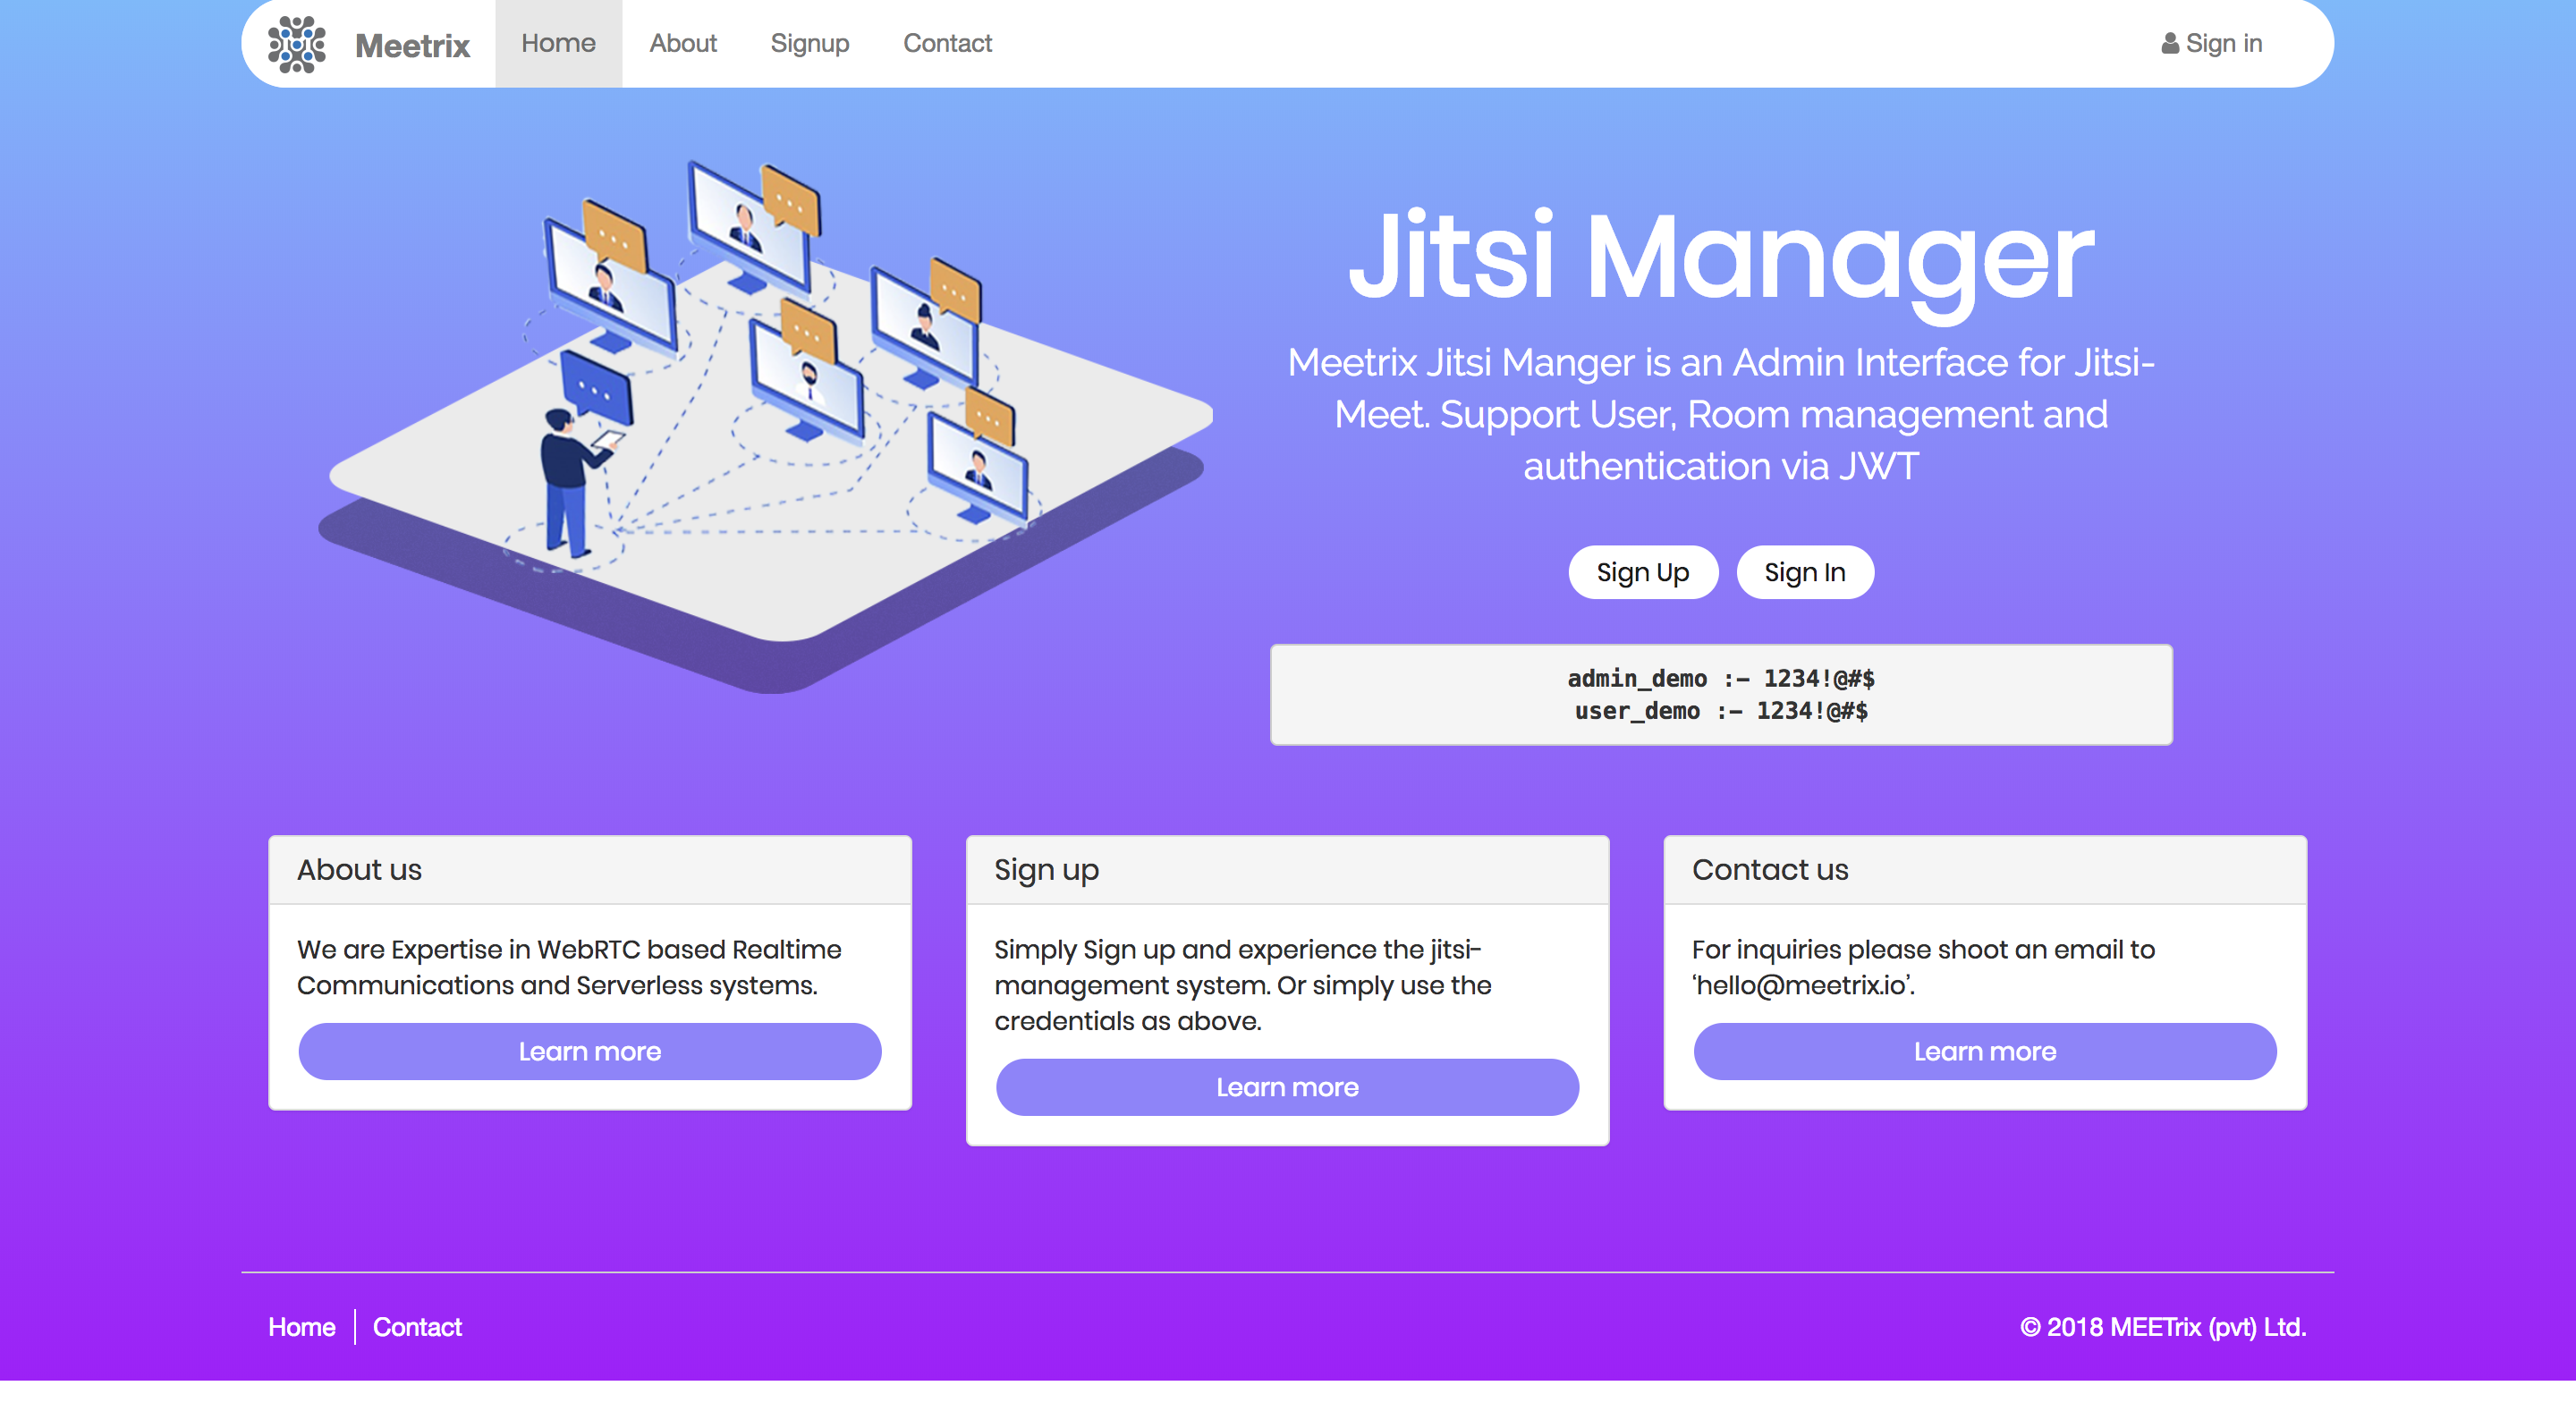 Meetrix Home About Signup Contact Sign in
Jitsi Manager
Meetrix Jitsi Manger is an Admin Interface for Jitsi-
Meet. Support User, Room management and
authentication via JWT
Sign Up Sign In
admin_demo :- 1234!@#$
user_demo :- 1234!@#$
About us
We are Expertise in WebRTC based Realtime
Communications and Serverless systems.
Learn more
Sign up
Simply Sign up and experience the jitsi-
management system. Or simply use the
credentials as above.
Learn more
Contact us
For inquiries please shoot an email to
‘hello@meetrix.io’.
Learn more
Home Contact
© 2018 MEETrix (pvt) Ltd.